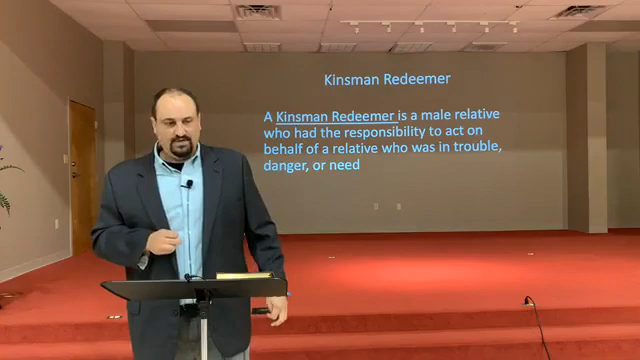 Kinsman Redeemer
A Kinsman Redeemer is a male relative
who had the responsibility to act on
behalf of a relative who was in trouble,
danger, or need